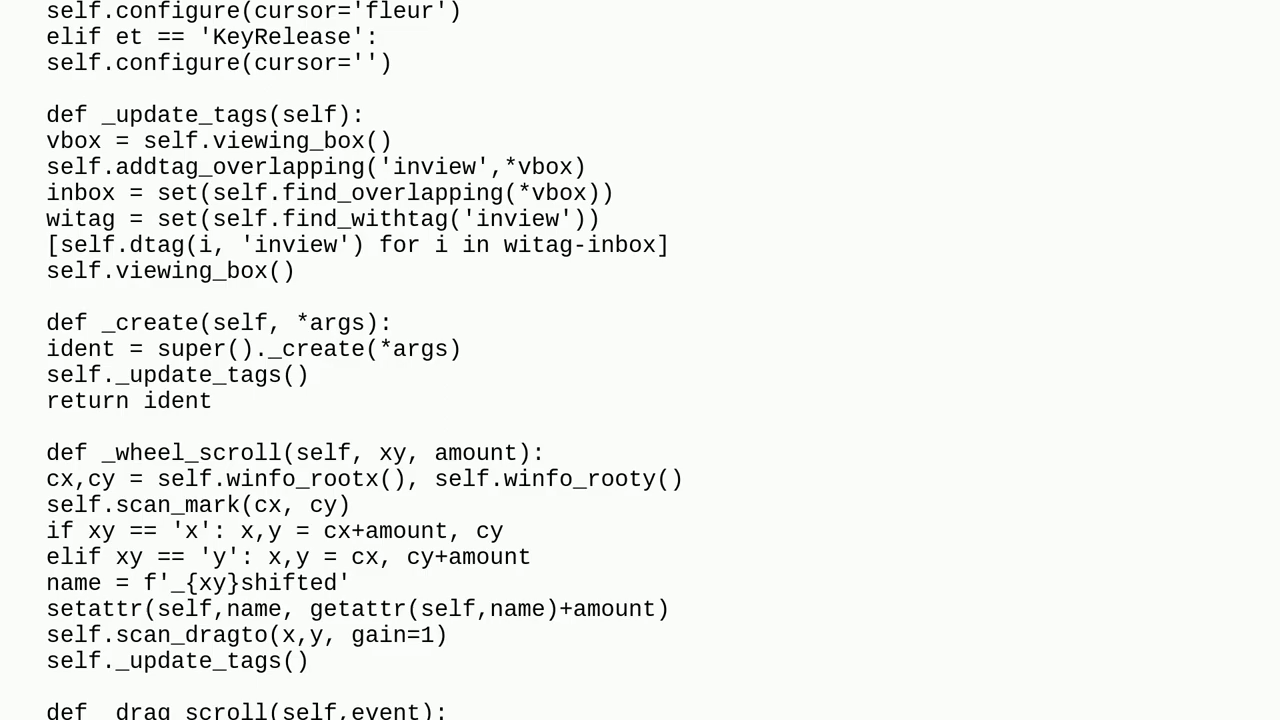 self.configure(cursor='fleur')
elif et == 'KeyRelease':
self.configure(cursor='')
def _update_tags(self):
vbox = self.viewing_box()
self.addtag_overlapping('inview',*vbox)
inbox = set(self.find_overlapping(*vbox))
witag = set(self.find_withtag('inview'))
[self.dtag(i, 'inview') for i in witag-inbox]
self.viewing_box()
def _create(self, *args):
ident = super()._create(*args)
self._update_tags()
return ident
def _wheel_scroll(self, xy, amount):
cx,cy = self.winfo_rootx(), self.winfo_rooty()
self.scan_mark(cx, cy)
if xy == 'x': x,y = cx+amount, cy
elif xy == 'y': x,y = cx, cy+amount
name = f'_{xy}shifted'
setattr(self,name, getattr(self,name)+amount)
self.scan_dragto(x,y, gain=1)
self._update_tags()
def _drag_scroll(self,event):